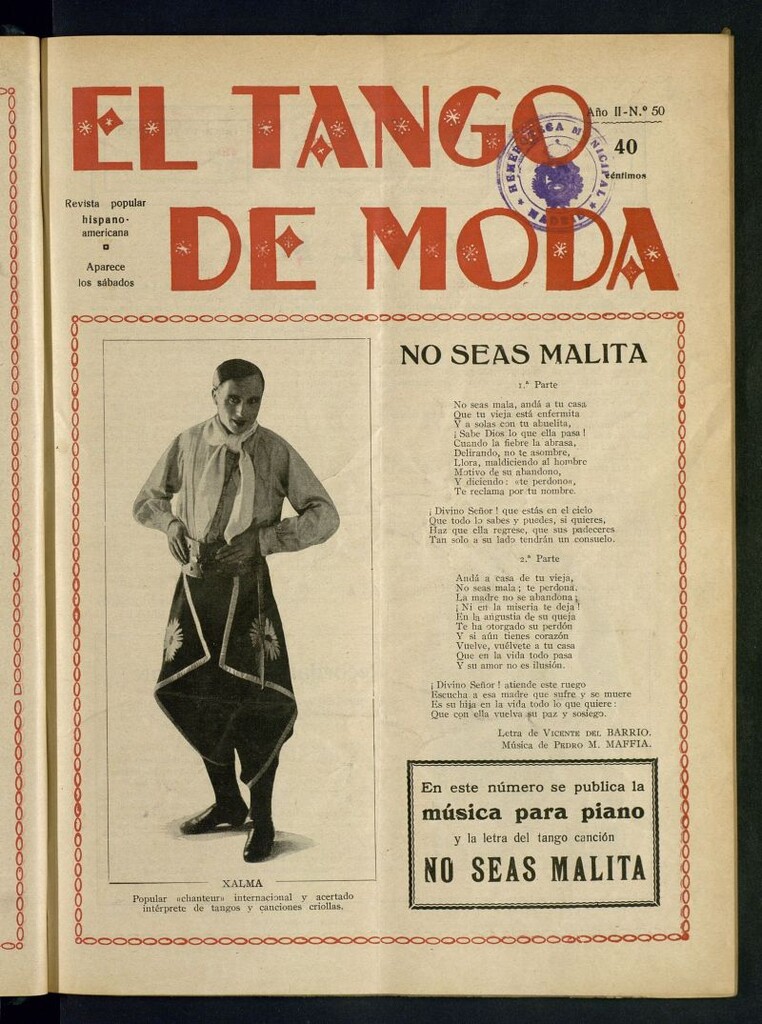 EL TANGO
DE MODA
Año II-N.º 50
40
céntimos
HEMEROTECA MUNICIPAL
MADRID
Revista popular
hispano-
americana
Aparece
los sábados
XALMA
Popular «chanteur» internacional y acertado
intérprete de tangos y canciones criollas.
NO SEAS MALITA
1.ª Parte
No seas mala, andá a tu casa
Que tu vieja está enfermita
Y a solas con tu abuelita,
¡ Sabe Dios lo que ella pasa !
Cuando la fiebre la abrasa,
Delirando, no te asombre,
Llora, maldiciendo al hombre
Motivo de su abandono,
Y diciendo: «te perdono»,
Te reclama por tu nombre.
¡ Divino Señor ! que estás en el cielo
Que todo lo sabes y puedes, si quieres,
Haz que ella regrese, que sus padeceres
Tan solo a su lado tendrán un consuelo.
2.ª Parte
Andá a casa de tu vieja,
No seas mala ; te perdona.
La madre no se abandona ;
¡ Ni en la miseria te deja !
En la angustia de su queja
Te ha otorgado su perdón
Y si aún tienes corazón
Vuelve, vuélvete a tu casa
Que en la vida todo pasa
Y su amor no es ilusión.
¡ Divino Señor ! atiende este ruego
Escucha a esa madre que sufre y se muere
Es su hija en la vida todo lo que quiere :
Que con ella vuelva su paz y sosiego.
Letra de VICENTE DEL BARRIO.
Música de PEDRO M. MAFFIA.
En este número se publica la
música para piano
y la letra del tango canción
NO SEAS MALITA